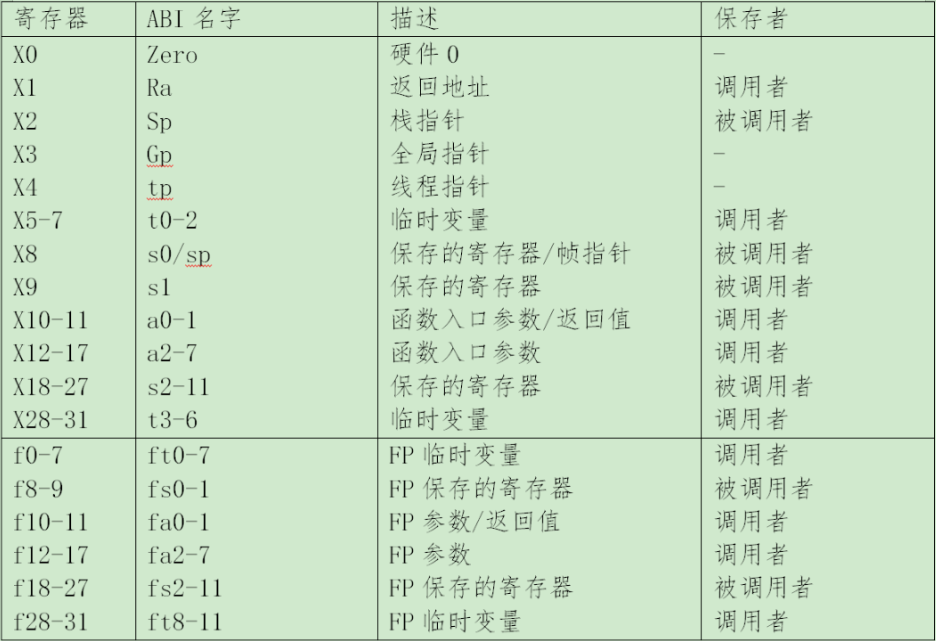 寄存器 ABI 名字 描述 保存者
X0 Zero 硬件 0 -
X1 Ra 返回地址 调用者
X2 Sp 栈指针 被调用者
X3 Gp 全局指针 -
X4 tp 线程指针 -
X5-7 t0-2 临时变量 调用者
X8 s0/sp 保存的寄存器/帧指针 被调用者
X9 s1 保存的寄存器 被调用者
X10-11 a0-1 函数入口参数/返回值 调用者
X12-17 a2-7 函数入口参数 调用者
X18-27 s2-11 保存的寄存器 被调用者
X28-31 t3-6 临时变量 调用者
f0-7 ft0-7 FP 临时变量 调用者
f8-9 fs0-1 FP 保存的寄存器 被调用者
f10-11 fa0-1 FP 参数/返回值 调用者
f12-17 fa2-7 FP 参数 调用者
f18-27 fs2-11 FP 保存的寄存器 被调用者
f28-31 ft8-11 FP 临时变量 调用者